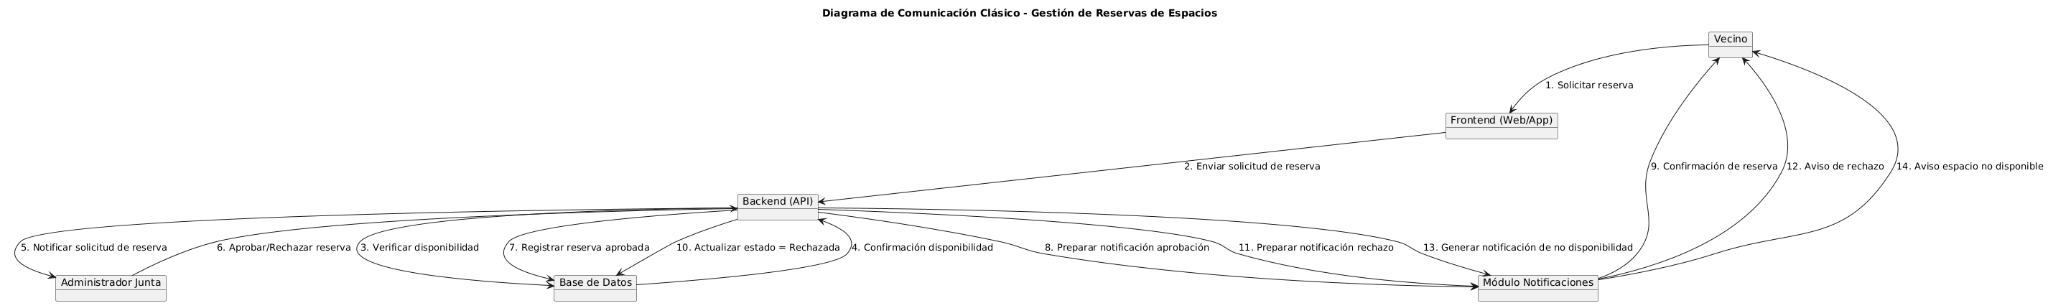 Diagrama de Comunicación Clásico - Gestión de Reservas de Espacios
Vecino
1. Solicitar reserva
Frontend (Web/App)
2. Enviar solicitud de reserva
9. Confirmación de reserva
12. Aviso de rechazo
14. Aviso espacio no disponible
Backend (API)
5. Notificar solicitud de reserva
6. Aprobar/Rechazar reserva
3. Verificar disponibilidad
7. Registrar reserva aprobada
10. Actualizar estado = Rechazada
4. Confirmación disponibilidad
8. Preparar notificación aprobación
11. Preparar notificación rechazo
13. Generar notificación de no disponibilidad
Administrador Junta
Base de Datos
Módulo Notificaciones